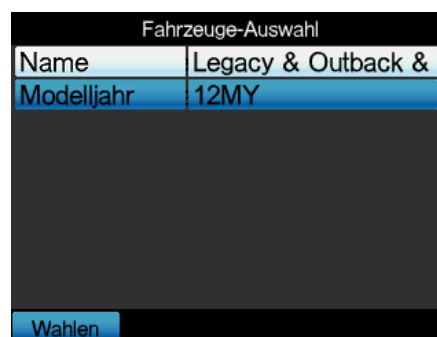 Fahrzeuge-Auswahl
Name Legacy & Outback &
Modelljahr 12MY
Wahlen